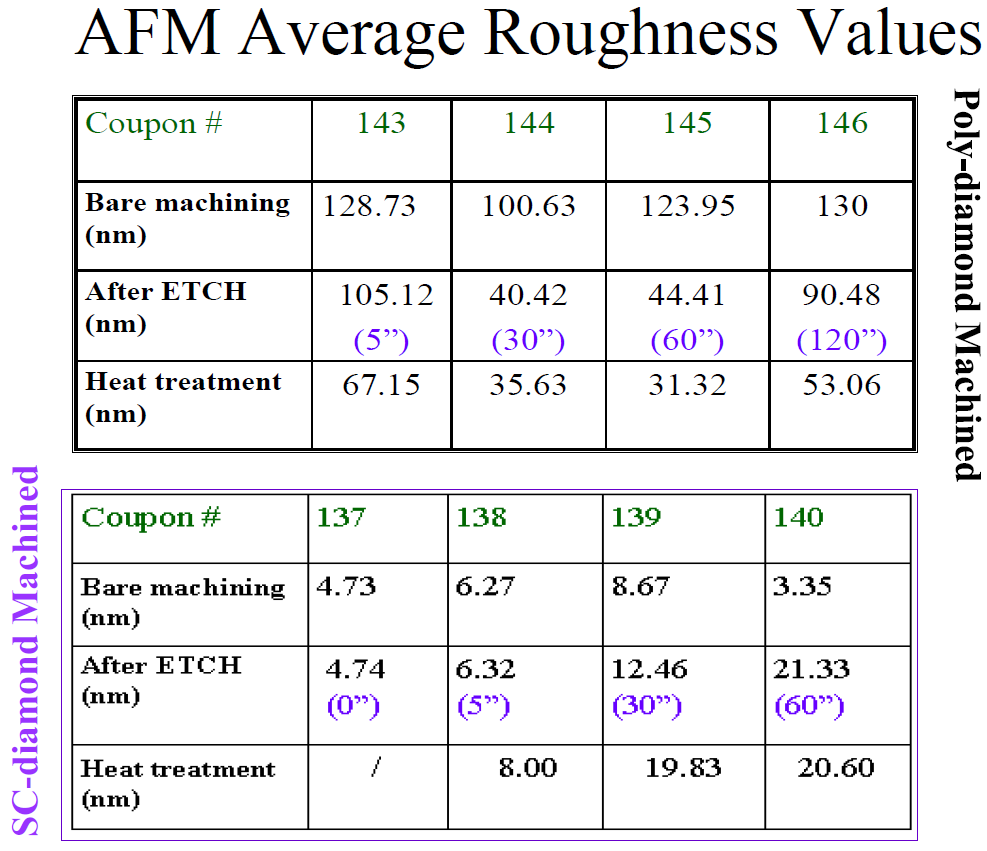 AFM Average Roughness Values
Poly-diamond Machined
Coupon # 143 144 145 146
Bare machining (nm) 128.73 100.63 123.95 130
After ETCH (nm) 105.12 40.42 44.41 90.48
(5”) (30”) (60”) (120”)
Heat treatment (nm) 67.15 35.63 31.32 53.06
SC-diamond Machined
Coupon # 137 138 139 140
Bare machining (nm) 4.73 6.27 8.67 3.35
After ETCH (nm) 4.74 6.32 12.46 21.33
(0”) (5”) (30”) (60”)
Heat treatment (nm) / 8.00 19.83 20.60